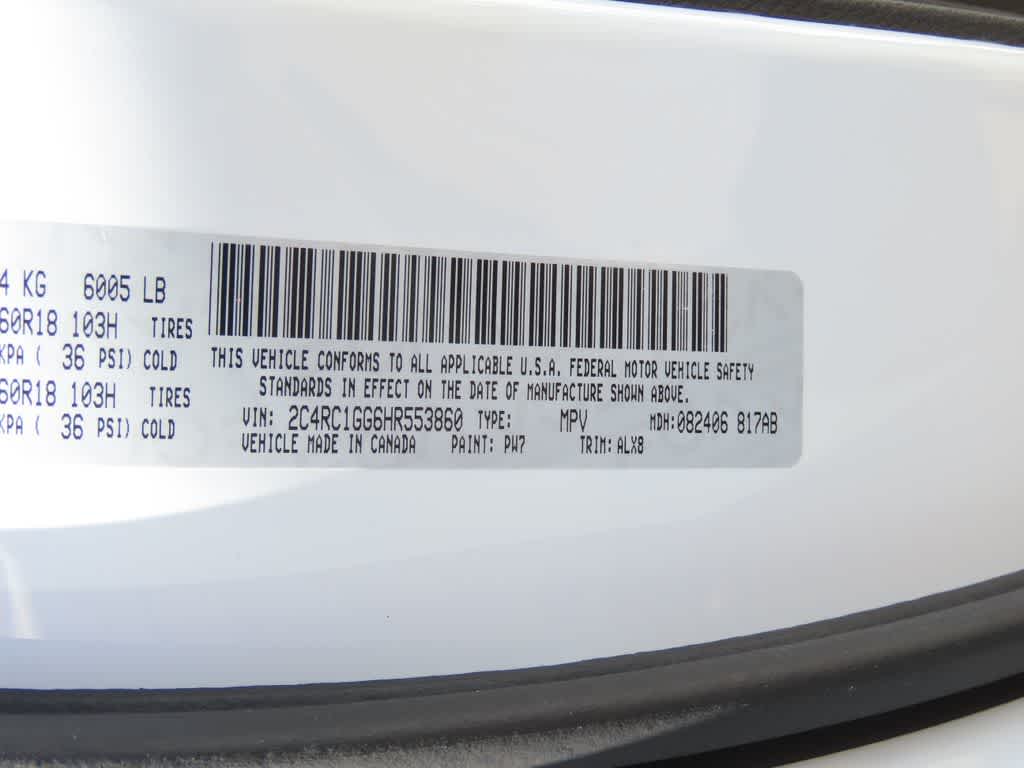 4 KG 6005 LB
60R18 103H TIRES
KPA ( 36 PSI) COLD
60R18 103H TIRES
KPA ( 36 PSI) COLD
THIS VEHICLE CONFORMS TO ALL APPLICABLE U.S.A. FEDERAL MOTOR VEHICLE SAFETY
STANDARDS IN EFFECT ON THE DATE OF MANUFACTURE SHOWN ABOVE.
VIN: 2C4RC1GG6HR553860 TYPE: MPV MDH:082406 817AB
VEHICLE MADE IN CANADA PAINT: PW7 TRIM: ALX8